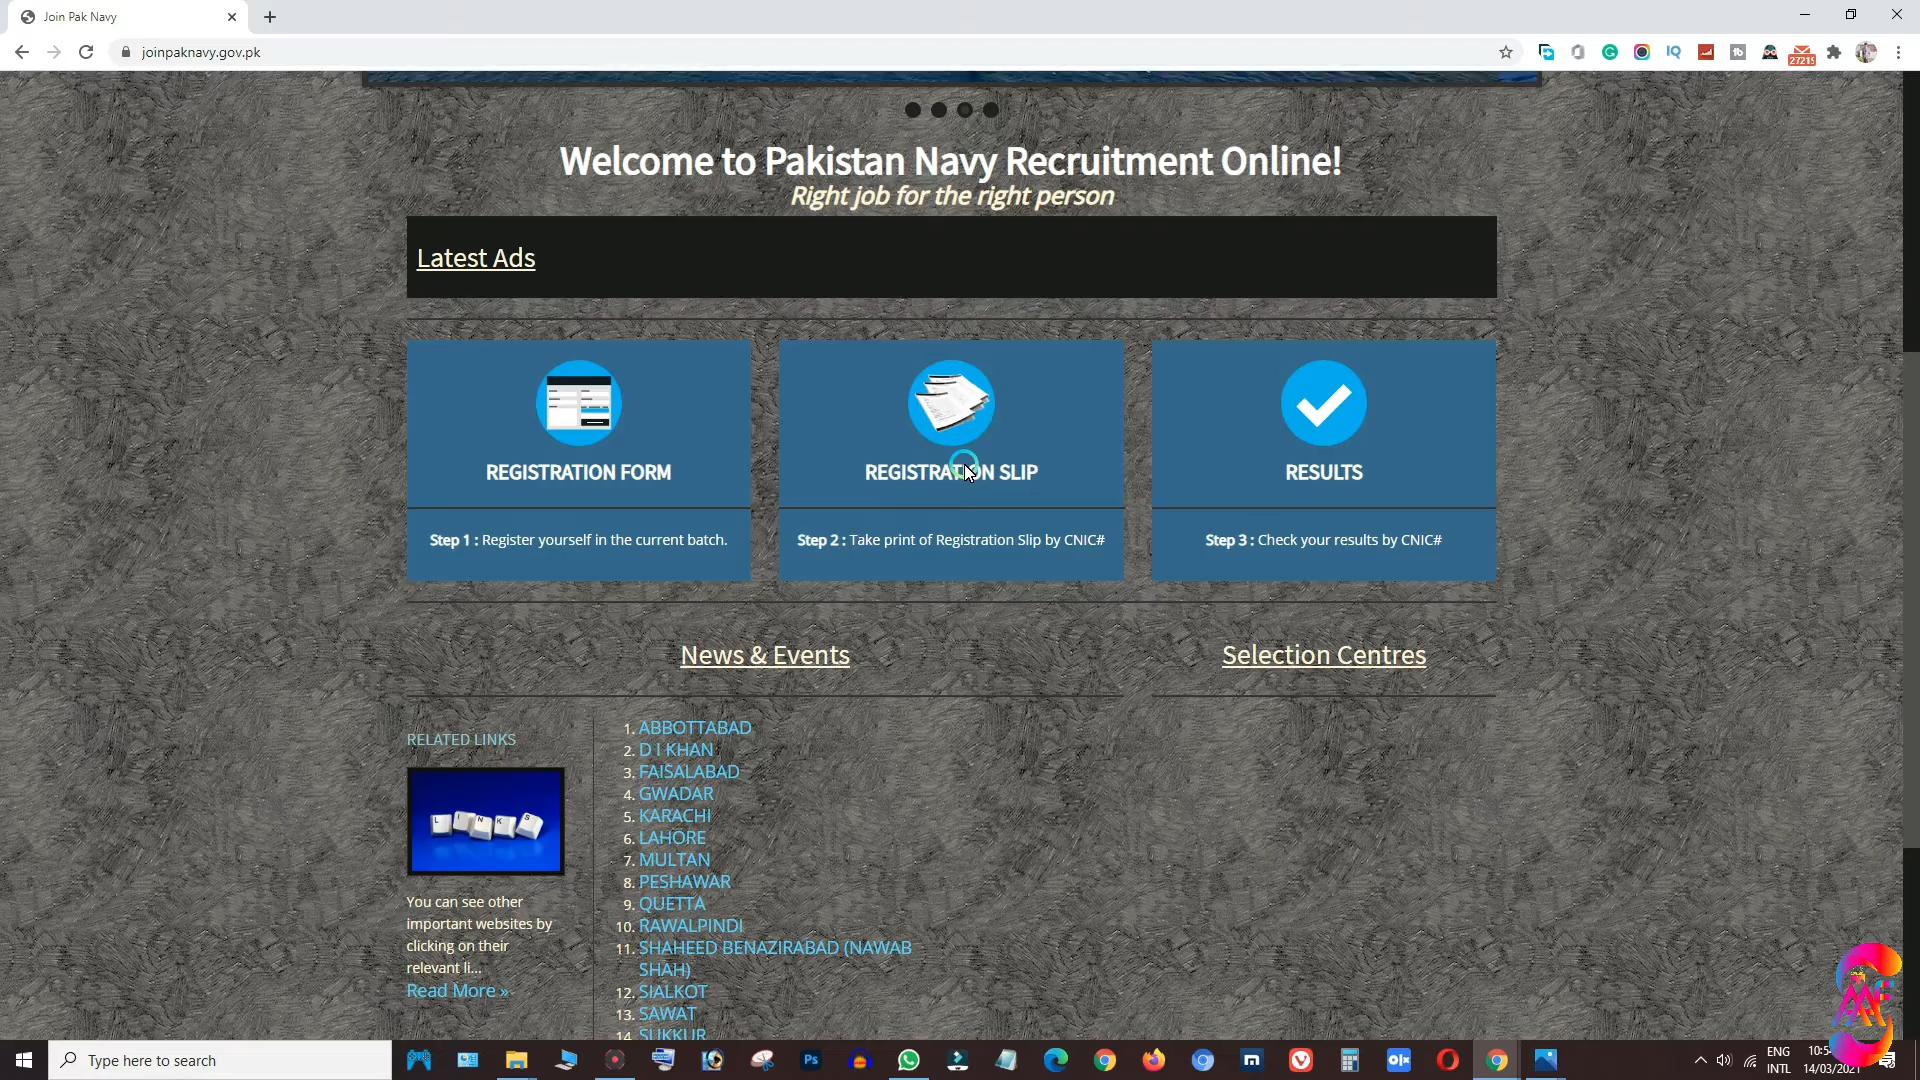 Join Pak Navy
joinpaknavy.gov.pk
27215
Welcome to Pakistan Navy Recruitment Online!
Right job for the right person
Latest Ads
REGISTRATION FORM
REGISTRATION SLIP
RESULTS
Step 1 : Register yourself in the current batch.
Step 2 : Take print of Registration Slip by CNIC#
Step 3 : Check your results by CNIC#
News & Events
Selection Centres
RELATED LINKS
L I N K S
You can see other
important websites by
clicking on their
relevant li...
Read More »
1. ABBOTTABAD
2. D I KHAN
3. FAISALABAD
4. GWADAR
5. KARACHI
6. LAHORE
7. MULTAN
8. PESHAWAR
9. QUETTA
10. RAWALPINDI
11. SHAHEED BENAZIRABAD (NAWAB
SHAH)
12. SIALKOT
13. SAWAT
14. SUKKUR
Type here to search
Ps
olx
ENG
INTL
14/03/2021